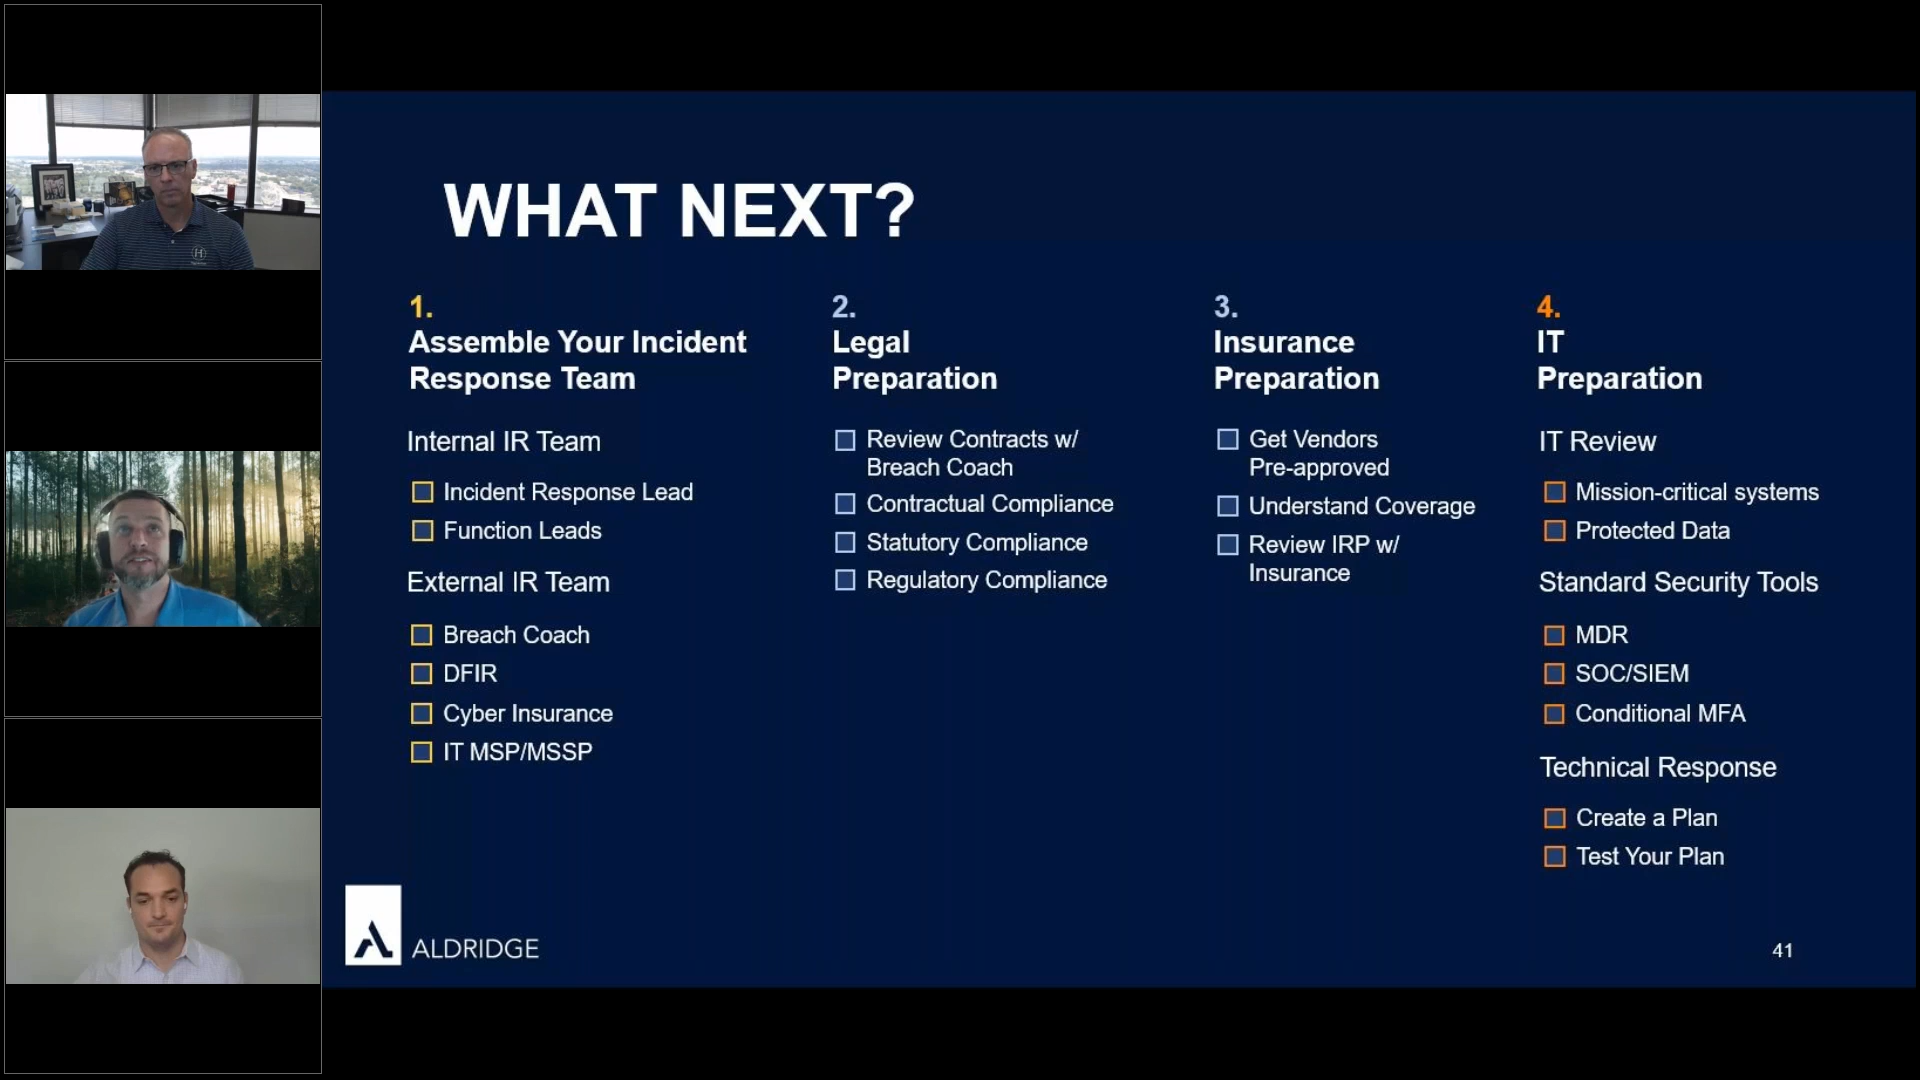 WHAT NEXT?
1.
Assemble Your Incident
Response Team
Internal IR Team
Incident Response Lead
Function Leads
External IR Team
Breach Coach
DFIR
Cyber Insurance
IT MSP/MSSP
2.
Legal
Preparation
Review Contracts w/
Breach Coach
Contractual Compliance
Statutory Compliance
Regulatory Compliance
3.
Insurance
Preparation
Get Vendors
Pre-approved
Understand Coverage
Review IRP w/
Insurance
4.
IT
Preparation
IT Review
Mission-critical systems
Protected Data
Standard Security Tools
MDR
SOC/SIEM
Conditional MFA
Technical Response
Create a Plan
Test Your Plan
ALDRIDGE
41
H